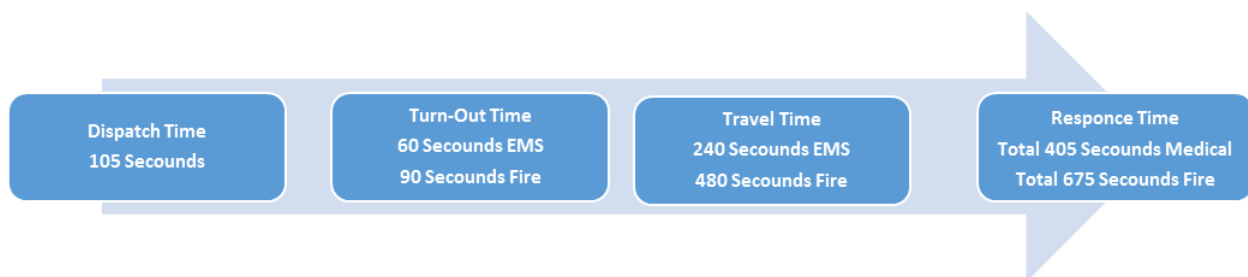 Dispatch Time
105 Secounds
Turn-Out Time
60 Secounds EMS
90 Secounds Fire
Travel Time
240 Secounds EMS
480 Secounds Fire
Responce Time
Total 405 Secounds Medical
Total 675 Secounds Fire